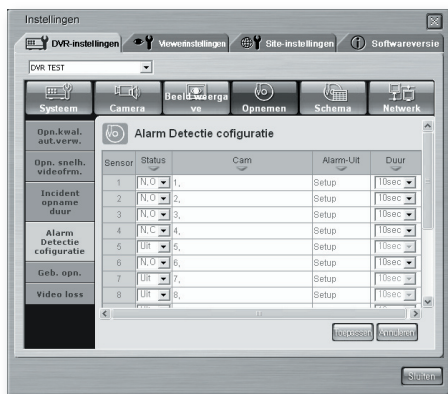 Instellingen
DVR-instellingen Viewerinstellingen Site-instellingen Softwareversie
DVR TEST
Systeem Camera Beeldweergave Opnemen Schema Netwerk
Opn.kwal. aut.verw.
Opn. snelh. videofrm.
Incident opname duur
Alarm Detectie cofiguratie
Geb. opn.
Video loss
Alarm Detectie cofiguratie
Sensor Status Cam Alarm-Uit Duur
1 N,O 1, Setup 10sec
2 N,O 2, Setup 10sec
3 N,O 3, Setup 10sec
4 N,C 4, Setup 10sec
5 Uit 5, Setup 10sec
6 N,O 6, Setup 10sec
7 Uit 7, Setup 10sec
8 Uit 8, Setup 10sec
Toepassen Annuleren
Sluiten